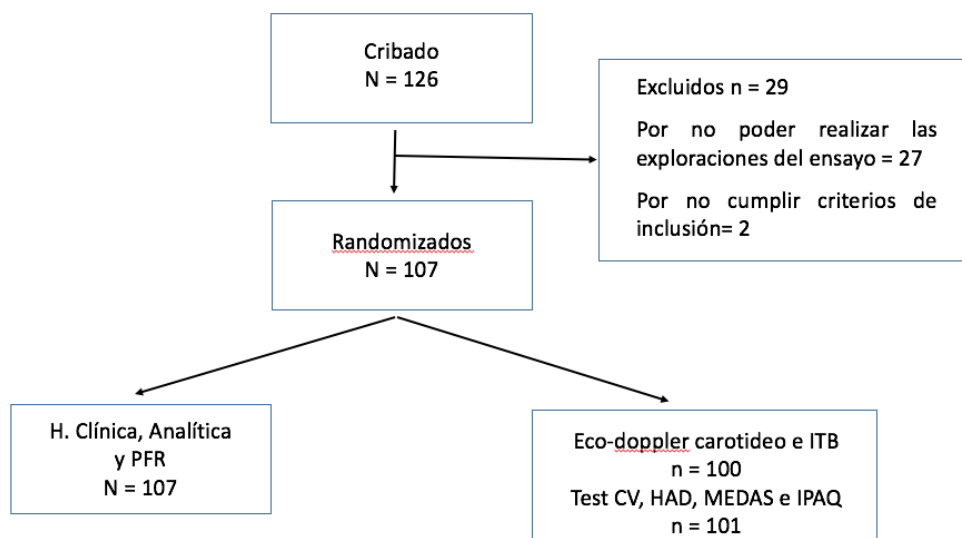 Cribado
N = 126
Excluidos n = 29
Por no poder realizar las
exploraciones del ensayo = 27
Por no cumplir criterios de
inclusión= 2
Randomizados
N = 107
H. Clínica, Analítica
y PFR
N = 107
Eco-doppler carotideo e ITB
n = 100
Test CV, HAD, MEDAS e IPAQ
n = 101